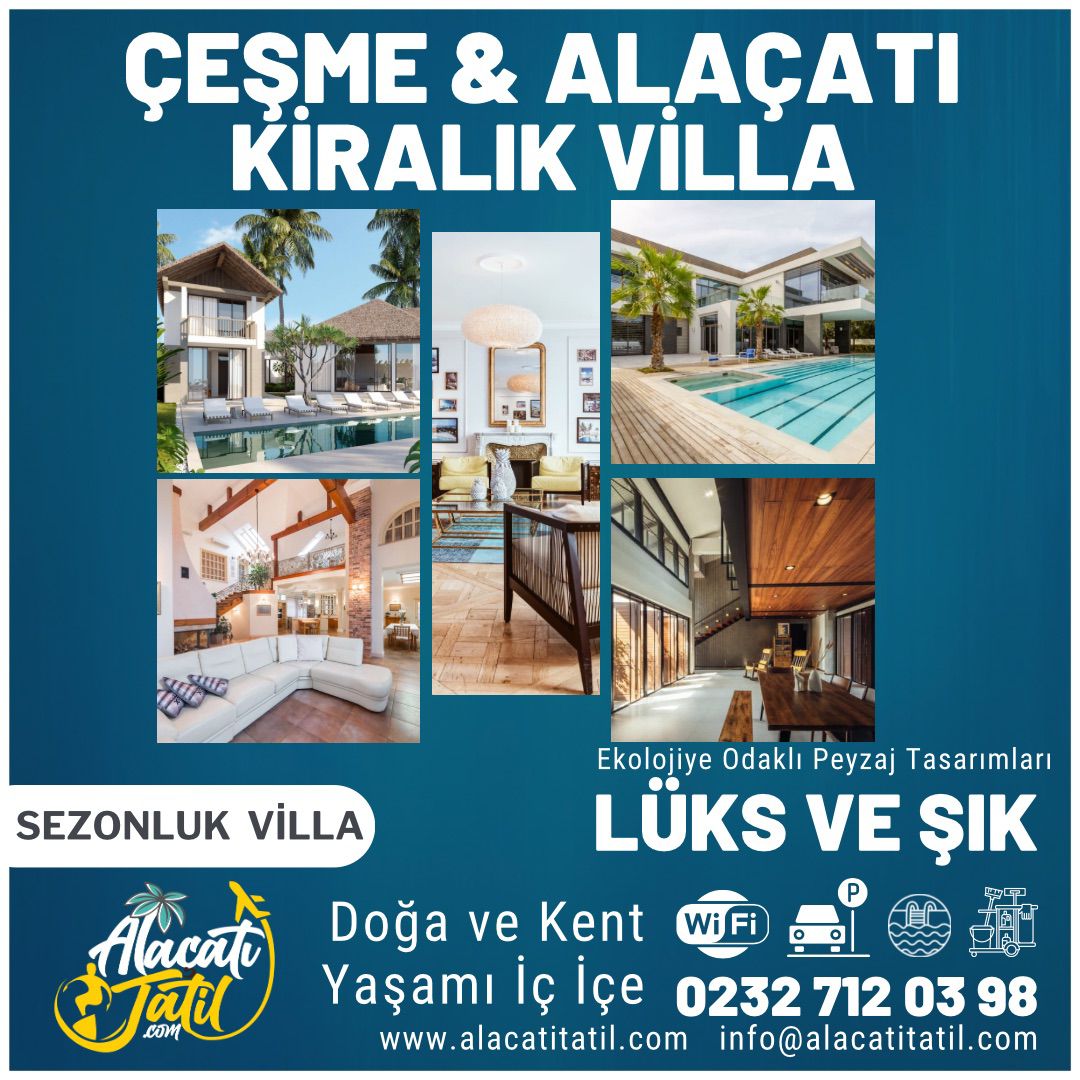 ÇEŞME & ALAÇATI
KİRALIK VİLLA
Ekolojiye Odaklı Peyzaj Tasarımları
SEZONLUK VİLLA
LÜKS VE ŞIK
Alacatı
Tatil
.com
Doğa ve Kent
Yaşamı İç İçe
WiFi
P
0232 712 03 98
www.alacatitatil.com info@alacatitatil.com